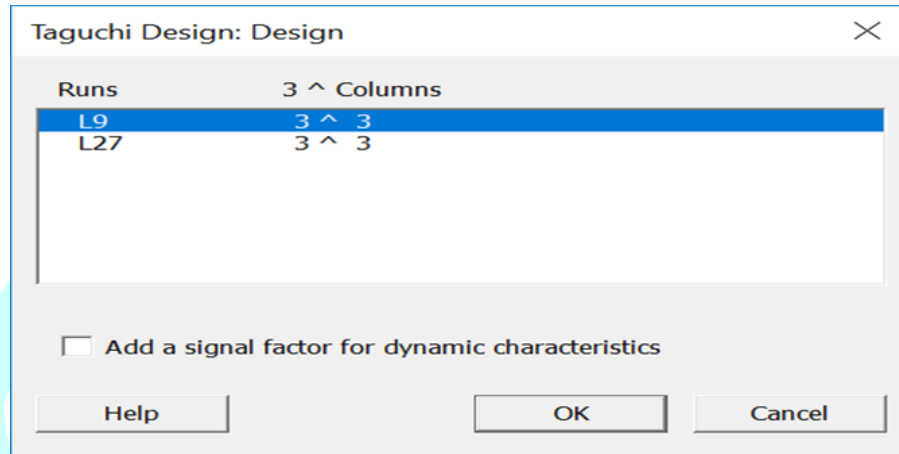 Taguchi Design: Design
Runs 3 ^ Columns
L9 3 ^ 3
L27 3 ^ 3
Add a signal factor for dynamic characteristics
Help OK Cancel